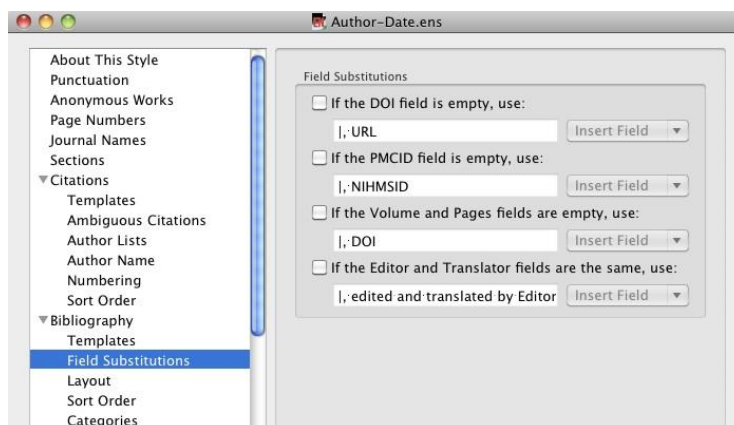 Author-Date.ens
About This Style
Punctuation
Anonymous Works
Page Numbers
Journal Names
Sections
Citations
Templates
Ambiguous Citations
Author Lists
Author Name
Numbering
Sort Order
Bibliography
Templates
Field Substitutions
Layout
Sort Order
Categories
Field Substitutions
If the DOI field is empty, use:
|,·URL
Insert Field
If the PMCID field is empty, use:
|,·NIHMSID
Insert Field
If the Volume and Pages fields are empty, use:
|,·DOI
Insert Field
If the Editor and Translator fields are the same, use:
|,·edited·and·translated·by·Editor
Insert Field